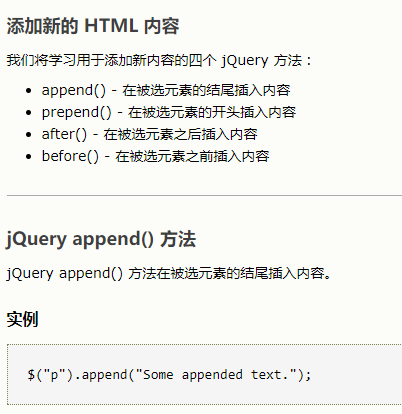 添加新的 HTML 内容
我们将学习用于添加新内容的四个 jQuery 方法：
• append() - 在被选元素的结尾插入内容
• prepend() - 在被选元素的开头插入内容
• after() - 在被选元素之后插入内容
• before() - 在被选元素之前插入内容
jQuery append() 方法
jQuery append() 方法在被选元素的结尾插入内容。
实例
$("p").append("Some appended text.");